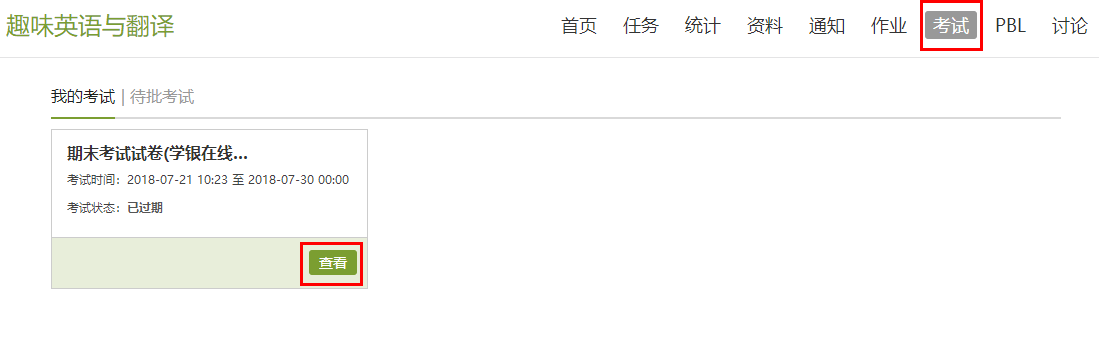 趣味英语与翻译
首页 任务 统计 资料 通知 作业 考试 PBL 讨论
我的考试 | 待批考试
期末考试试卷(学银在线...
考试时间：2018-07-21 10:23 至 2018-07-30 00:00
考试状态：已过期
查看